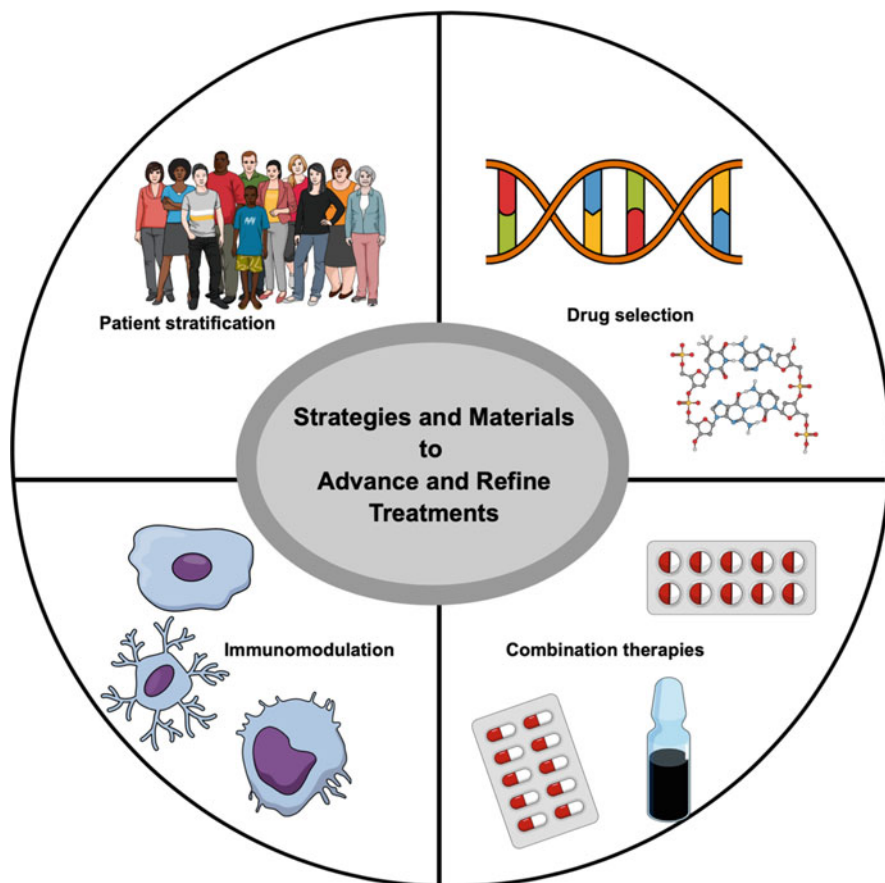 Patient stratification
Drug selection
Strategies and Materials
to
Advance and Refine
Treatments
Immunomodulation
Combination therapies